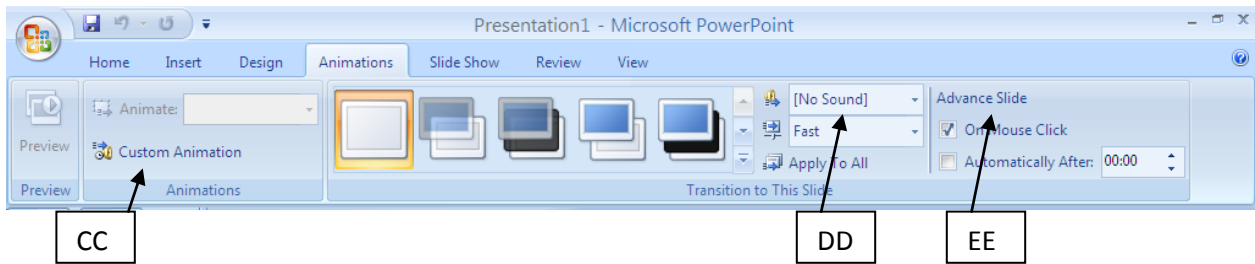 Presentation1 - Microsoft PowerPoint
Home Insert Design Animations Slide Show Review View
Preview
Animate:
Custom Animation
[No Sound]
Fast
Apply To All
Advance Slide
On Mouse Click
Automatically After: 00:00
Preview Animations Transition to This Slide
CC DD EE